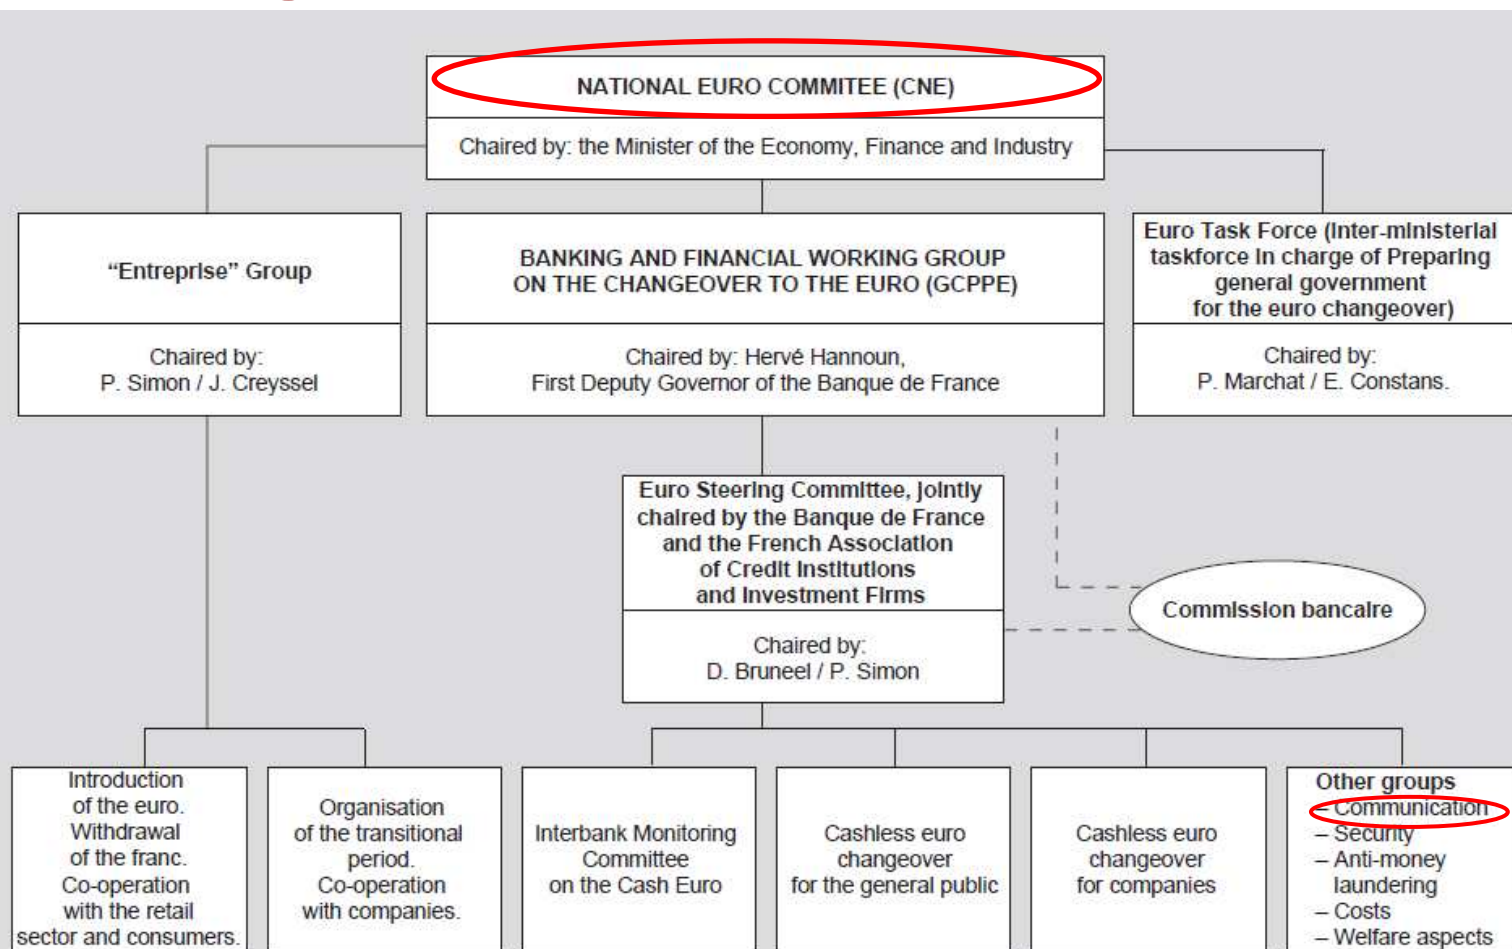 NATIONAL EURO COMMITEE (CNE)
Chaired by: the Minister of the Economy, Finance and Industry
“Entreprise” Group
Chaired by:
P. Simon / J. Creyssel
BANKING AND FINANCIAL WORKING GROUP
ON THE CHANGEOVER TO THE EURO (GCPPE)
Chaired by: Hervé Hannoun,
First Deputy Governor of the Banque de France
Euro Task Force (Inter-ministerial
taskforce in charge of Preparing
general government
for the euro changeover)
Chaired by:
P. Marchat / E. Constans.
Euro Steering Committee, jointly
chaired by the Banque de France
and the French Association
of Credit Institutions
and Investment Firms
Chaired by:
D. Bruneel / P. Simon
Commission bancaire
Introduction
of the euro.
Withdrawal
of the franc.
Co-operation
with the retail
sector and consumers.
Organisation
of the transitional
period.
Co-operation
with companies.
Interbank Monitoring
Committee
on the Cash Euro
Cashless euro
changeover
for the general public
Cashless euro
changeover
for companies
Other groups
– Communication
– Security
– Anti-money
laundering
– Costs
– Welfare aspects